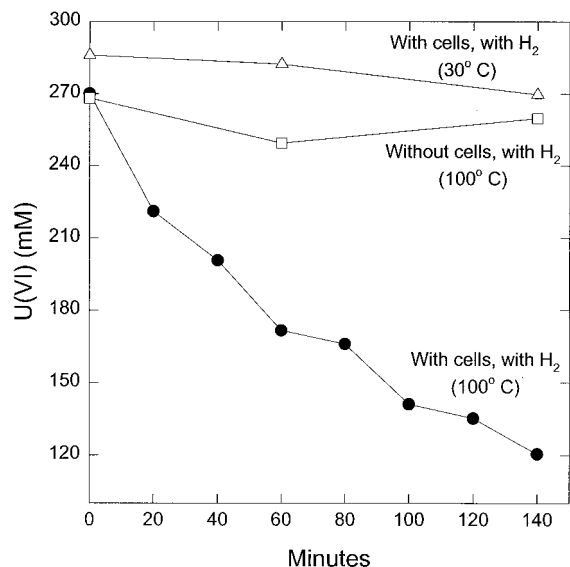 300
270
240
210
180
150
120
U(VI) (mM)
With cells, with H₂
(30° C)
Without cells, with H₂
(100° C)
With cells, with H₂
(100° C)
0 20 40 60 80 100 120 140
Minutes